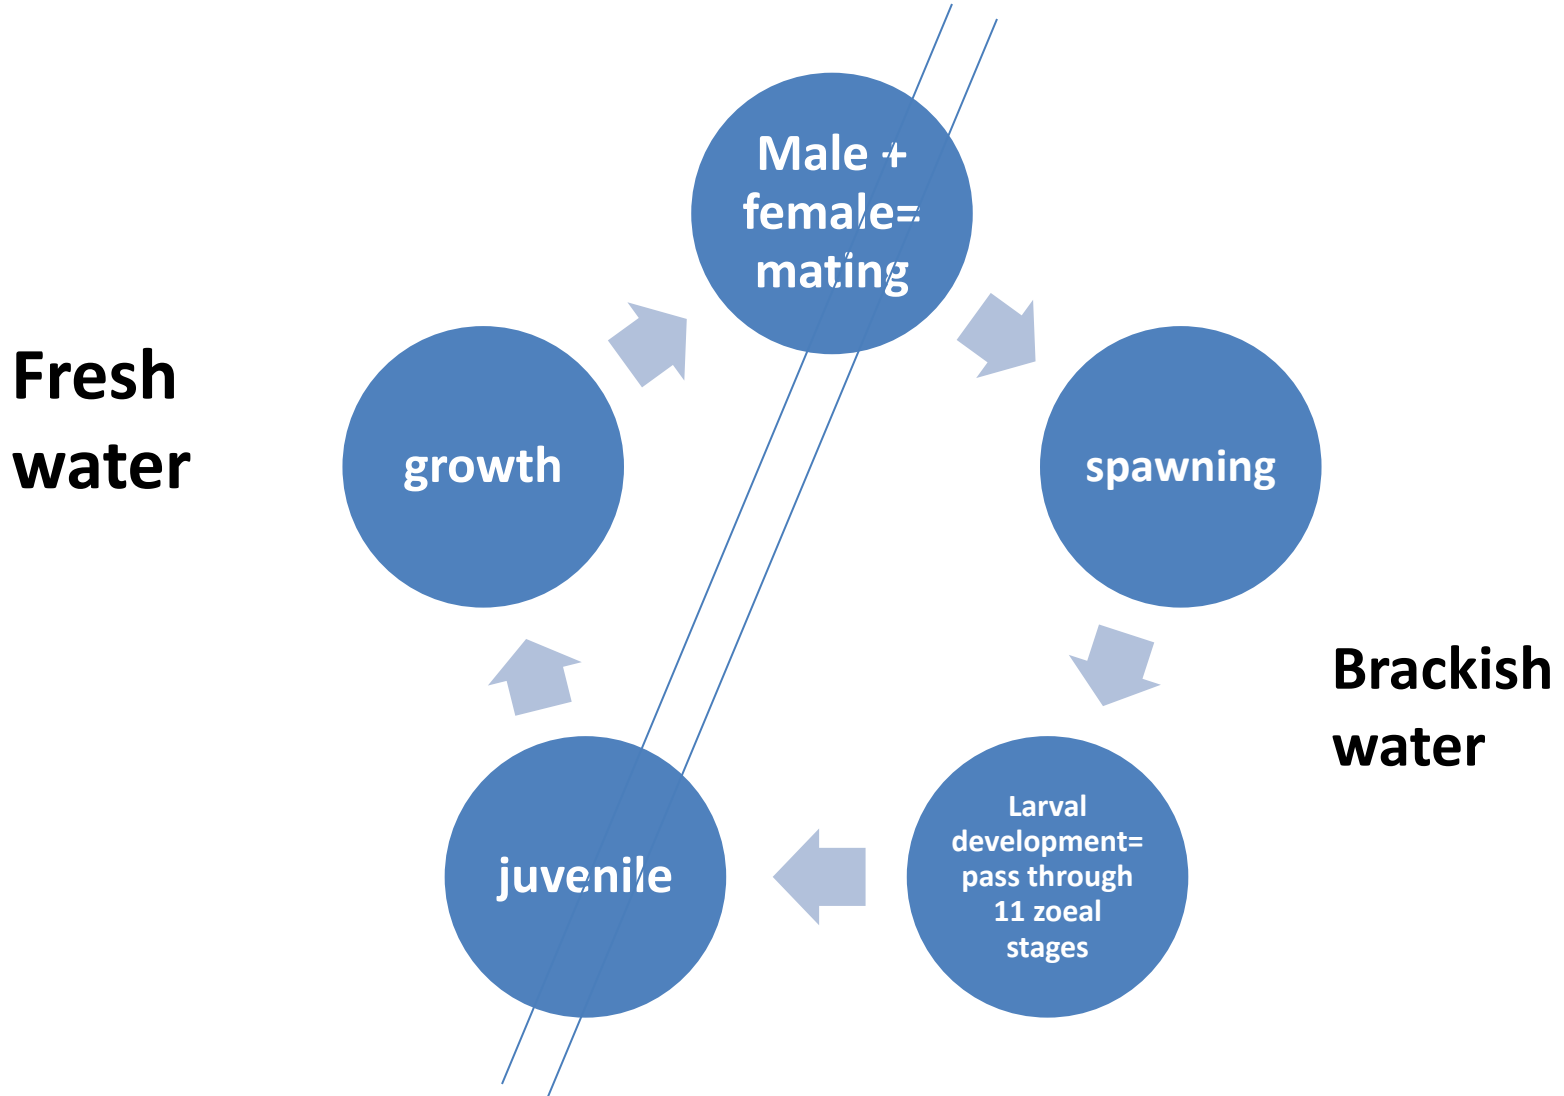 Male +
female=
mating
Fresh
water
growth
spawning
Brackish
water
Larval
development=
pass through
11 zoeal
stages
juvenile